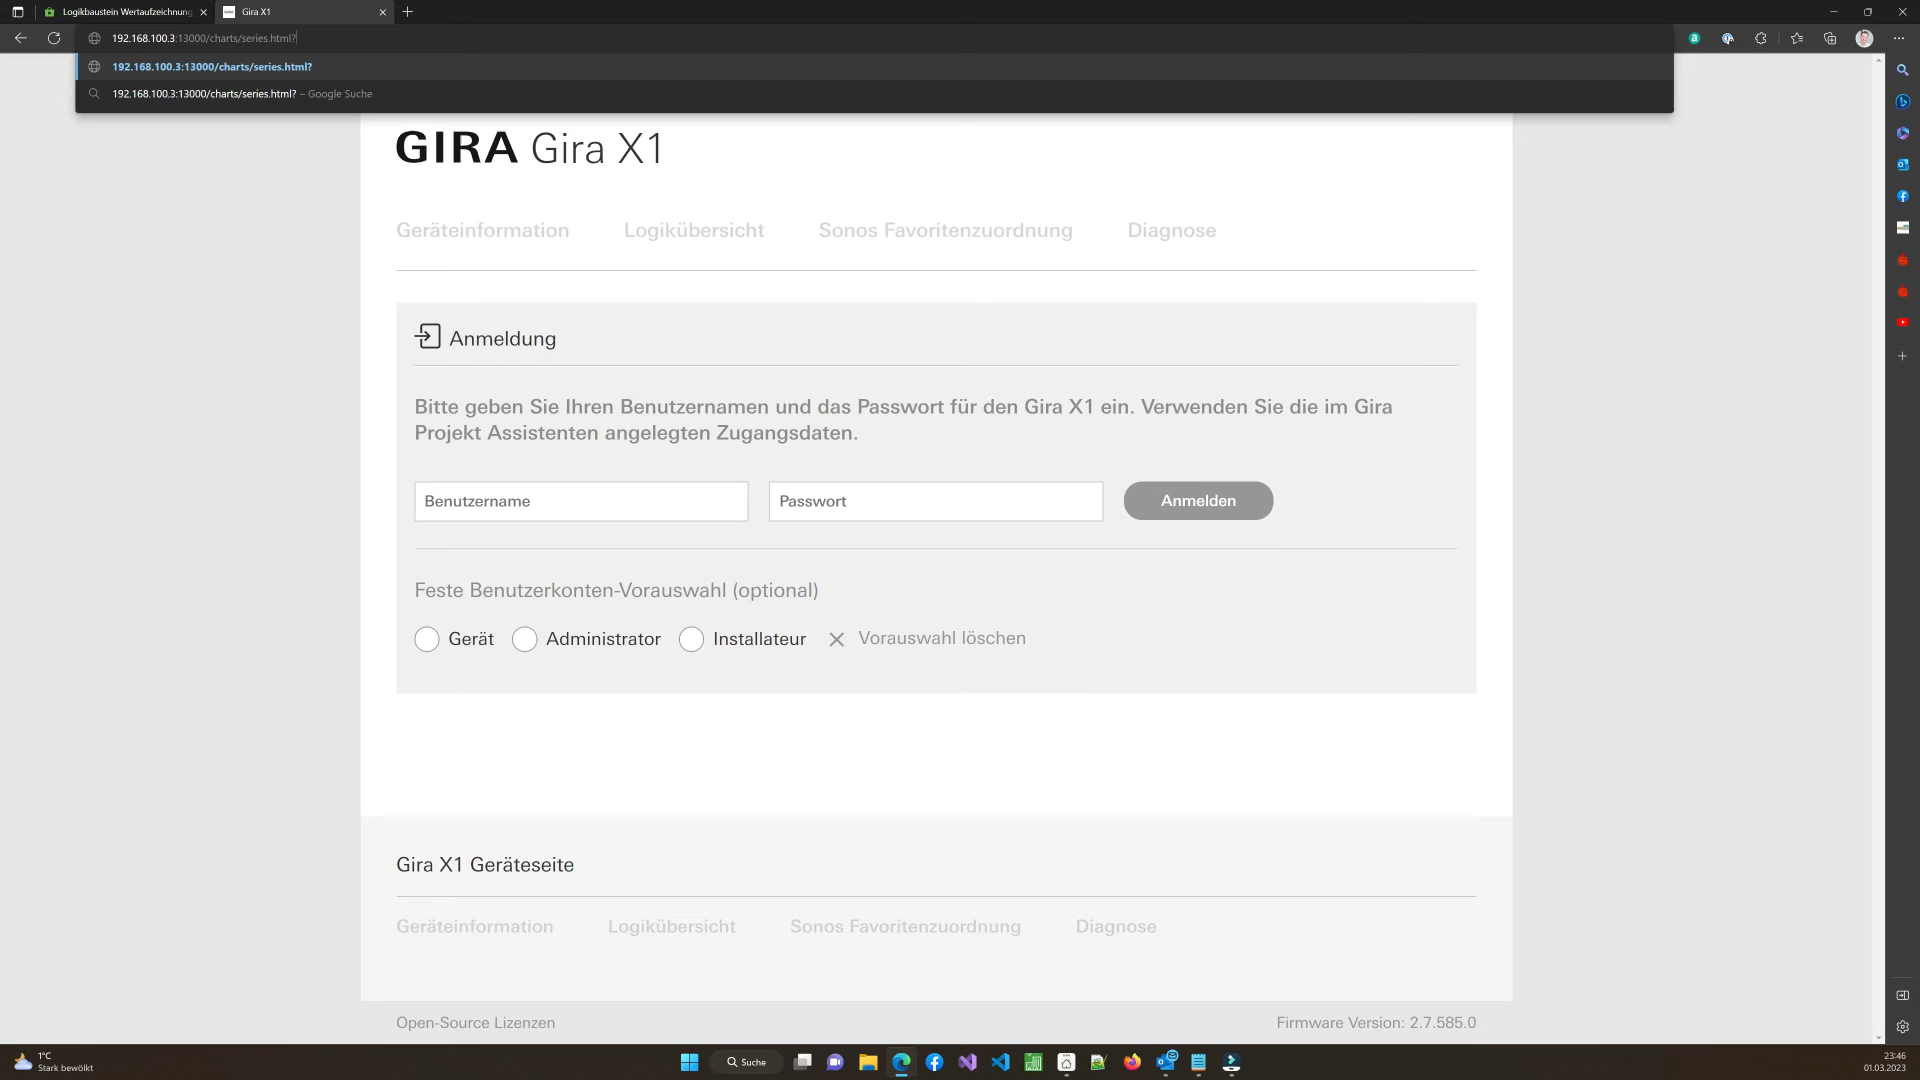 Logikbaustein Wertaufzeichnung
Gira X1
192.168.100.3:13000/charts/series.html?
192.168.100.3:13000/charts/series.html?
192.168.100.3:13000/charts/series.html? – Google Suche
GIRA Gira X1
Geräteinformation Logikübersicht Sonos Favoritenzuordnung Diagnose
Anmeldung
Bitte geben Sie Ihren Benutzernamen und das Passwort für den Gira X1 ein. Verwenden Sie die im Gira
Projekt Assistenten angelegten Zugangsdaten.
Benutzername Passwort Anmelden
Feste Benutzerkonten-Vorauswahl (optional)
Gerät Administrator Installateur Vorauswahl löschen
Gira X1 Geräteseite
Geräteinformation Logikübersicht Sonos Favoritenzuordnung Diagnose
Open-Source Lizenzen Firmware Version: 2.7.585.0
1°C
Stark bewölkt
Suche
23:46
01.03.2023